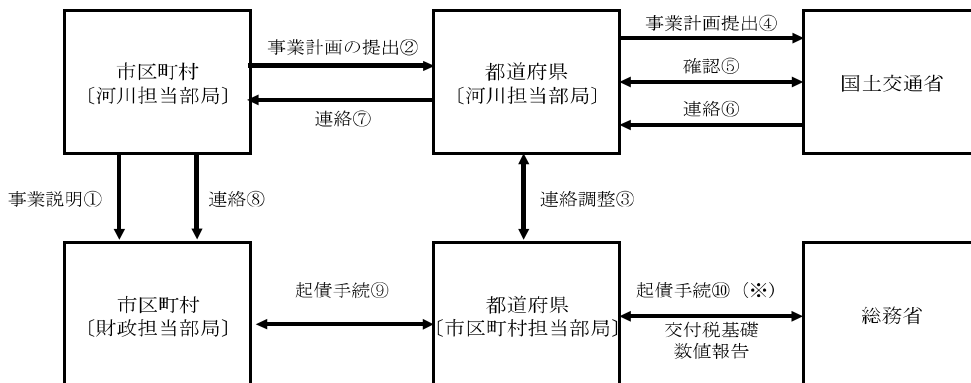 事業計画の提出②
事業計画提出④
市区町村
〔河川担当部局〕
都道府県
〔河川担当部局〕
確認⑤
国土交通省
連絡⑦
連絡⑥
事業説明①
連絡⑧
連絡調整③
市区町村
〔財政担当部局〕
起債手続⑨
都道府県
〔市区町村担当部局〕
起債手続⑩（※）
交付税基礎
数値報告
総務省